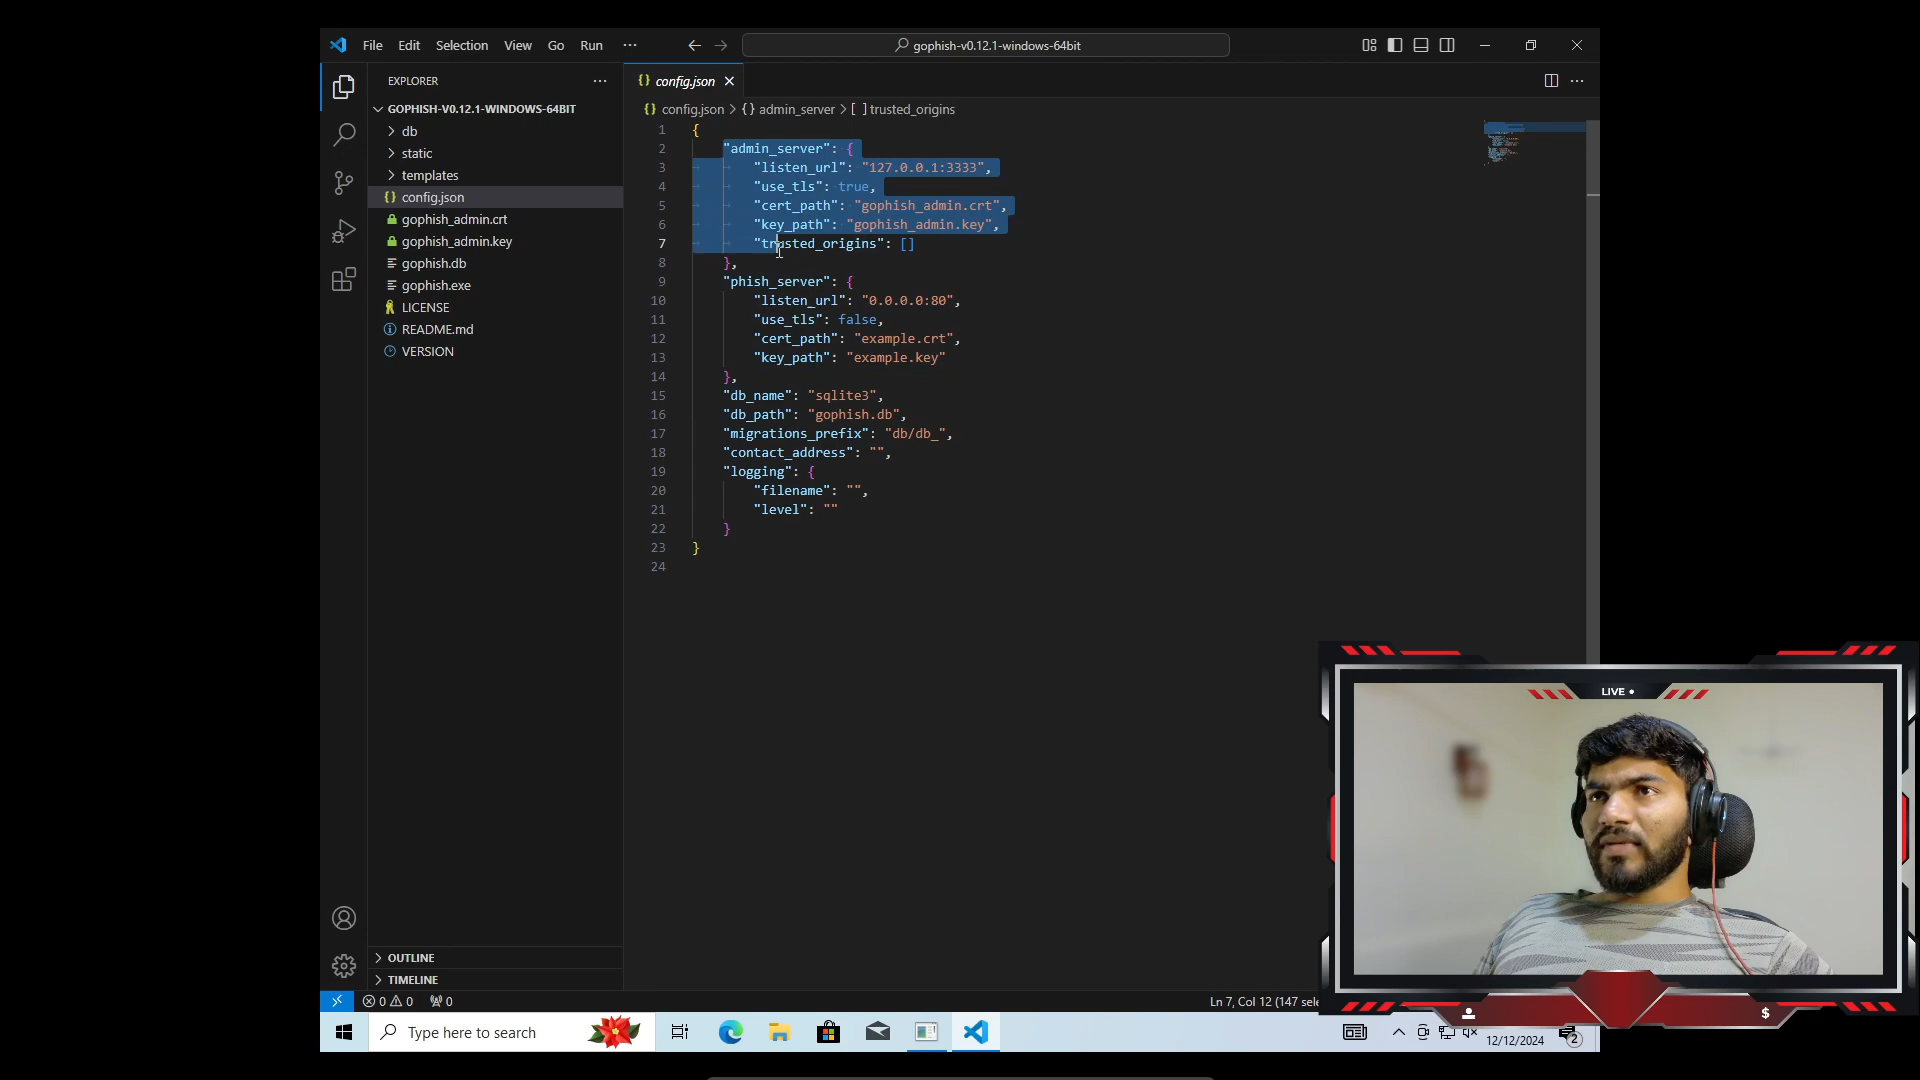 File Edit Selection View Go Run ···
gophish-v0.12.1-windows-64bit
EXPLORER
GOPHISH-V0.12.1-WINDOWS-64BIT
db
static
templates
config.json
gophish_admin.crt
gophish_admin.key
gophish.db
gophish.exe
LICENSE
README.md
VERSION
OUTLINE
TIMELINE
config.json
config.json > {} admin_server > [ ] trusted_origins
1 {
2 "admin_server": {
3 "listen_url": "127.0.0.1:3333",
4 "use_tls": true,
5 "cert_path": "gophish_admin.crt",
6 "key_path": "gophish_admin.key",
7 "trusted_origins": []
8 },
9 "phish_server": {
10 "listen_url": "0.0.0.0:80",
11 "use_tls": false,
12 "cert_path": "example.crt",
13 "key_path": "example.key"
14 },
15 "db_name": "sqlite3",
16 "db_path": "gophish.db",
17 "migrations_prefix": "db/db_",
18 "contact_address": "",
19 "logging": {
20 "filename": "",
21 "level": ""
22 }
23 }
24
LIVE
0 0 0
Ln 7, Col 12 (147 sele
$
Type here to search
12/12/2024
2